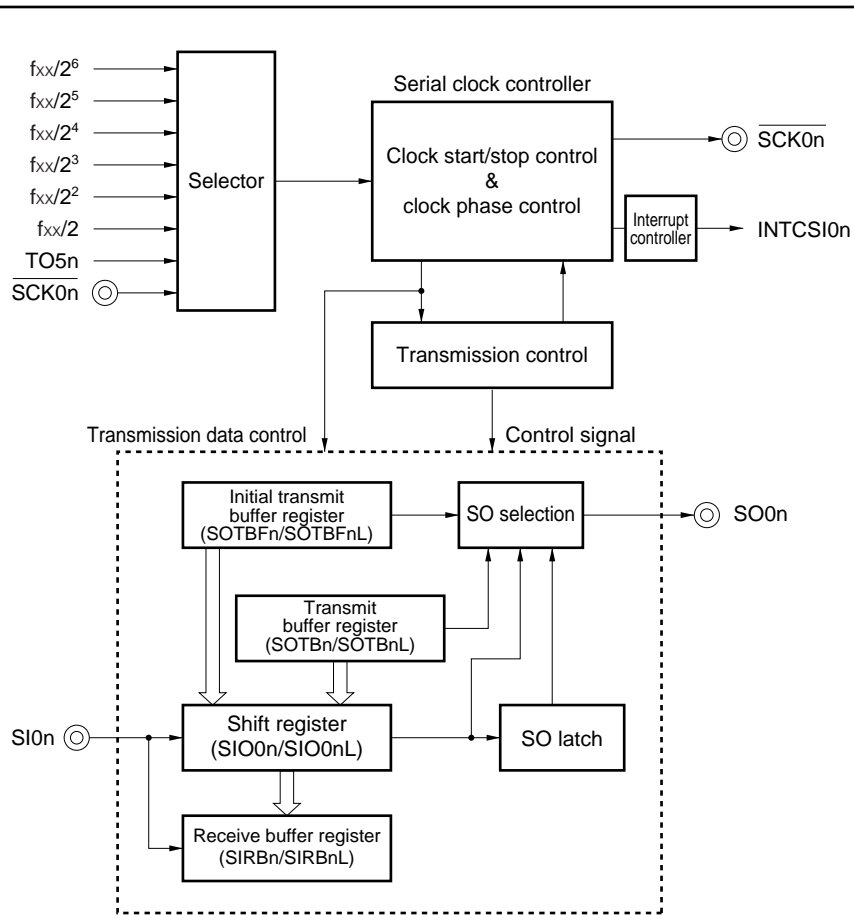 fxx/2⁶
fxx/2⁵
fxx/2⁴
fxx/2³
fxx/2²
fxx/2
TO5n
SCK0n
Selector
Serial clock controller
Clock start/stop control
&
clock phase control
SCK0n
Interrupt
controller
INTCSI0n
Transmission control
Transmission data control
Control signal
Initial transmit
buffer register
(SOTBFn/SOTBFnL)
SO selection
SO0n
Transmit
buffer register
(SOTBn/SOTBnL)
SI0n
Shift register
(SIO0n/SIO0nL)
SO latch
Receive buffer register
(SIRBn/SIRBnL)